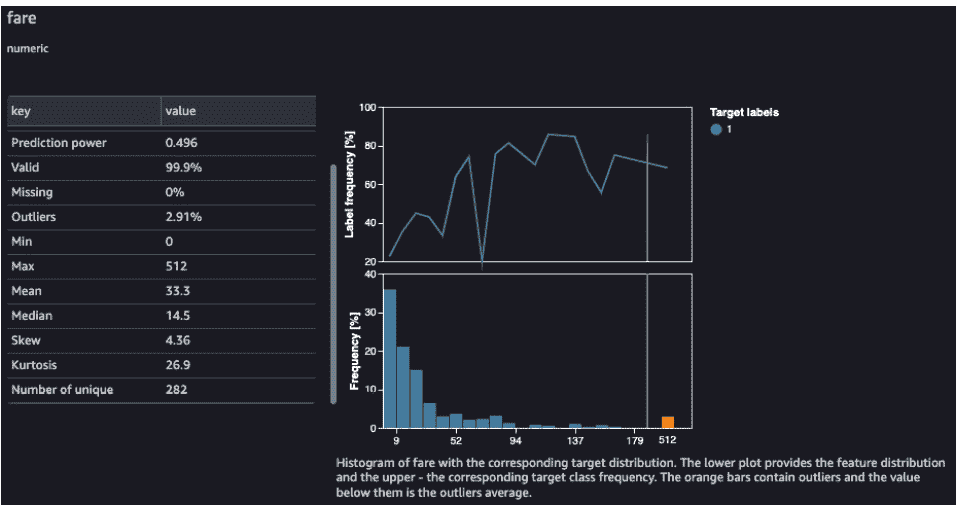 fare
numeric
key value
Prediction power 0.496
Valid 99.9%
Missing 0%
Outliers 2.91%
Min 0
Max 512
Mean 33.3
Median 14.5
Skew 4.36
Kurtosis 26.9
Number of unique 282
Label frequency [%]
100
80
60
40
20
Target labels
1
Frequency [%]
40
30
20
10
0
9 52 94 137 179 512
Histogram of fare with the corresponding target distribution. The lower plot provides the feature distribution
and the upper - the corresponding target class frequency. The orange bars contain outliers and the value
below them is the outliers average.